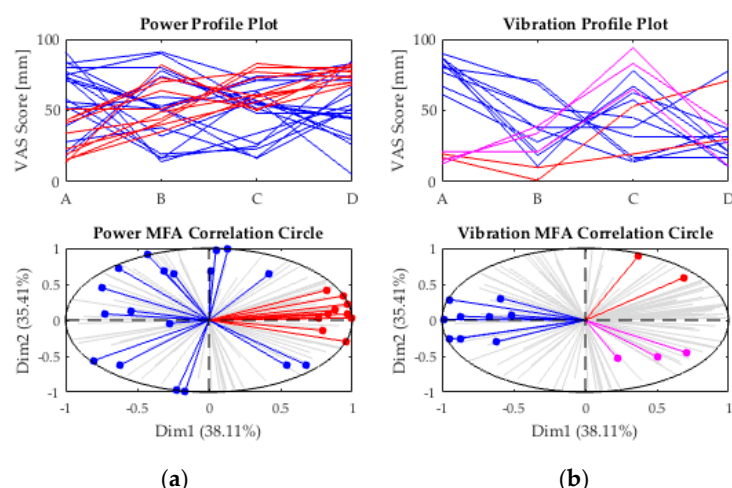 Power Profile Plot
100
50
0
VAS Score [mm]
A B C D
Vibration Profile Plot
100
50
0
VAS Score [mm]
A B C D
Power MFA Correlation Circle
1
0.5
0
-0.5
-1
Dim2 (35.41%)
-1 -0.5 0 0.5 1
Dim1 (38.11%)
Vibration MFA Correlation Circle
1
0.5
0
-0.5
-1
Dim2 (35.41%)
-1 -0.5 0 0.5 1
Dim1 (38.11%)
(a)
(b)